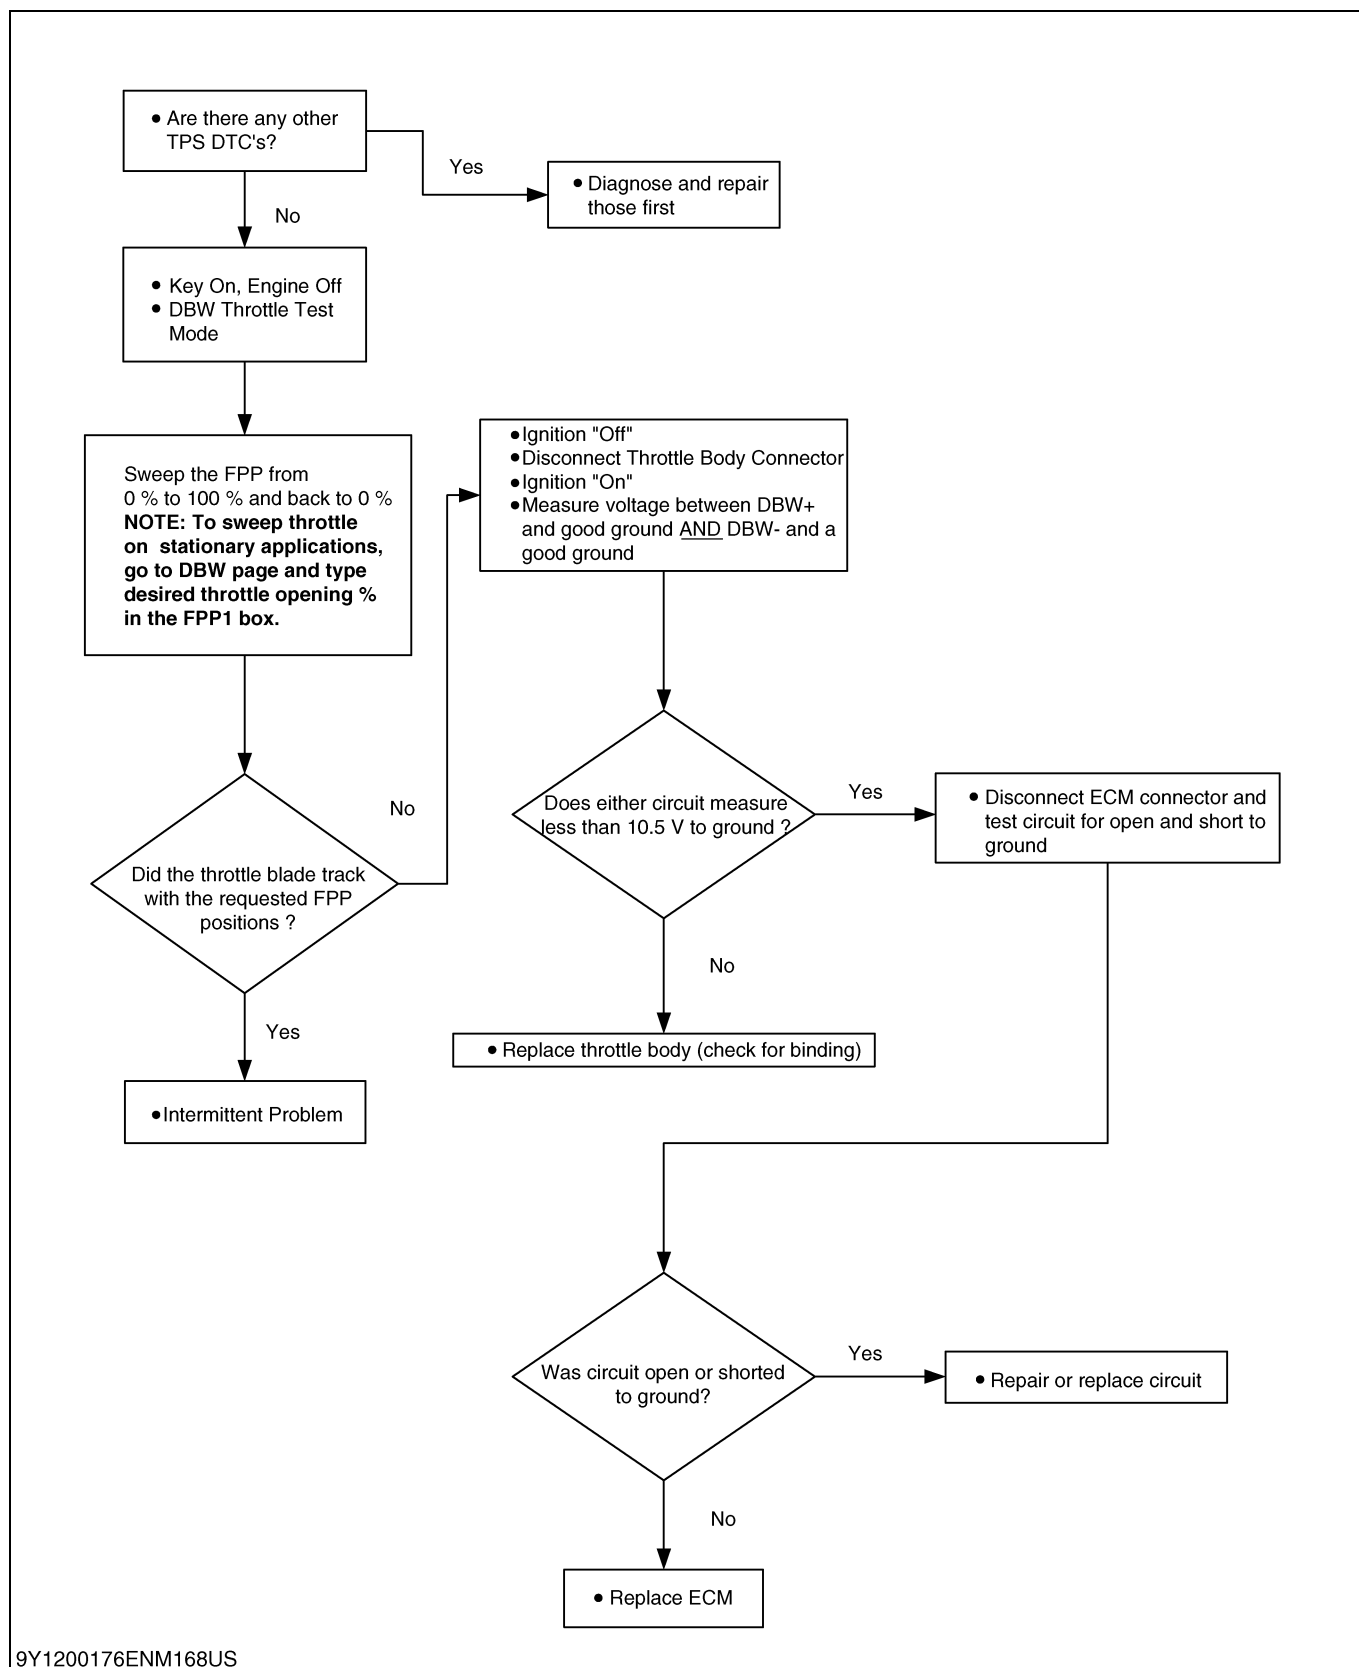 ● Are there any other
TPS DTC's?
Yes
● Diagnose and repair
those first
No
● Key On, Engine Off
● DBW Throttle Test
Mode
Sweep the FPP from
0 % to 100 % and back to 0 %
NOTE: To sweep throttle
on stationary applications,
go to DBW page and type
desired throttle opening %
in the FPP1 box.
●Ignition "Off"
●Disconnect Throttle Body Connector
●Ignition "On"
●Measure voltage between DBW+
and good ground AND DBW- and a
good ground
No
Did the throttle blade track
with the requested FPP
positions ?
Yes
●Intermittent Problem
Does either circuit measure
less than 10.5 V to ground ?
Yes
● Disconnect ECM connector and
test circuit for open and short to
ground
No
● Replace throttle body (check for binding)
Was circuit open or shorted
to ground?
Yes
● Repair or replace circuit
No
● Replace ECM
9Y1200176ENM168US